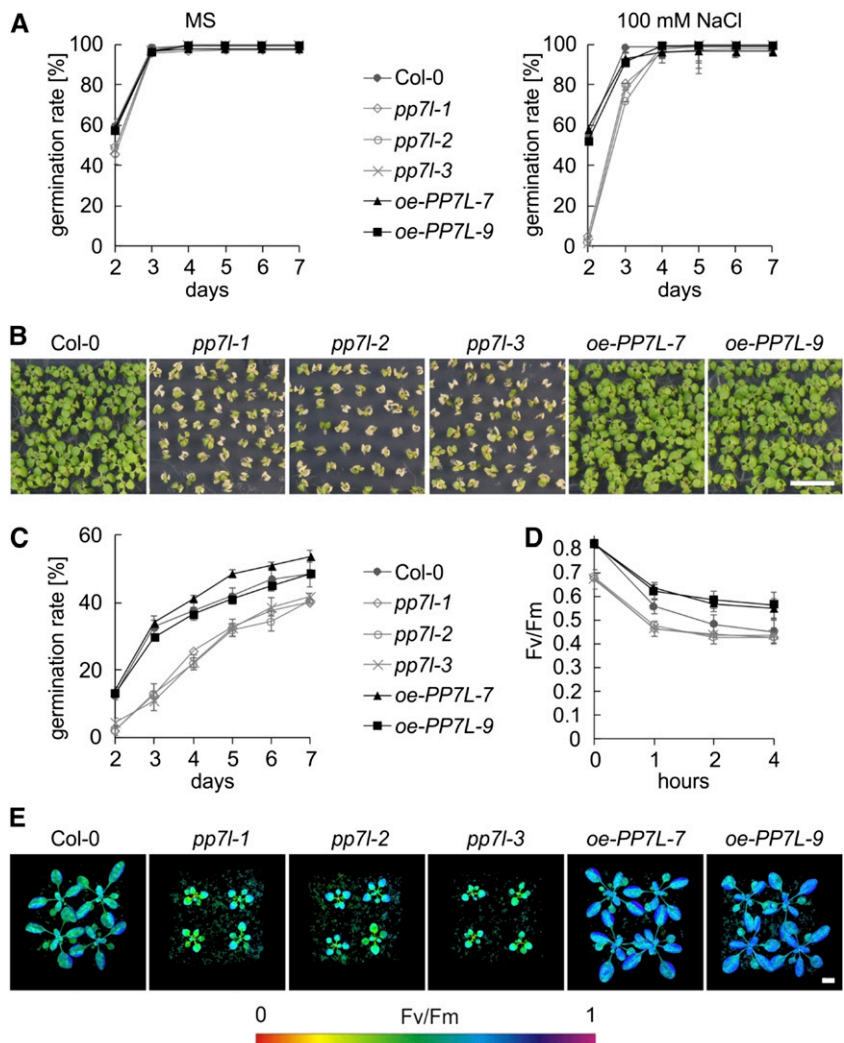 A
MS
100 mM NaCl
germination rate [%]
100
80
60
40
20
0
2 3 4 5 6 7
days
Col-0
pp7l-1
pp7l-2
pp7l-3
oe-PP7L-7
oe-PP7L-9
germination rate [%]
100
80
60
40
20
0
2 3 4 5 6 7
days
B
Col-0 pp7l-1 pp7l-2 pp7l-3 oe-PP7L-7 oe-PP7L-9
C
germination rate [%]
60
40
20
0
2 3 4 5 6 7
days
Col-0
pp7l-1
pp7l-2
pp7l-3
oe-PP7L-7
oe-PP7L-9
D
Fv/Fm
0.8
0.7
0.6
0.5
0.4
0.3
0.2
0.1
0
0 1 2 4
hours
E
Col-0 pp7l-1 pp7l-2 pp7l-3 oe-PP7L-7 oe-PP7L-9
0 Fv/Fm 1